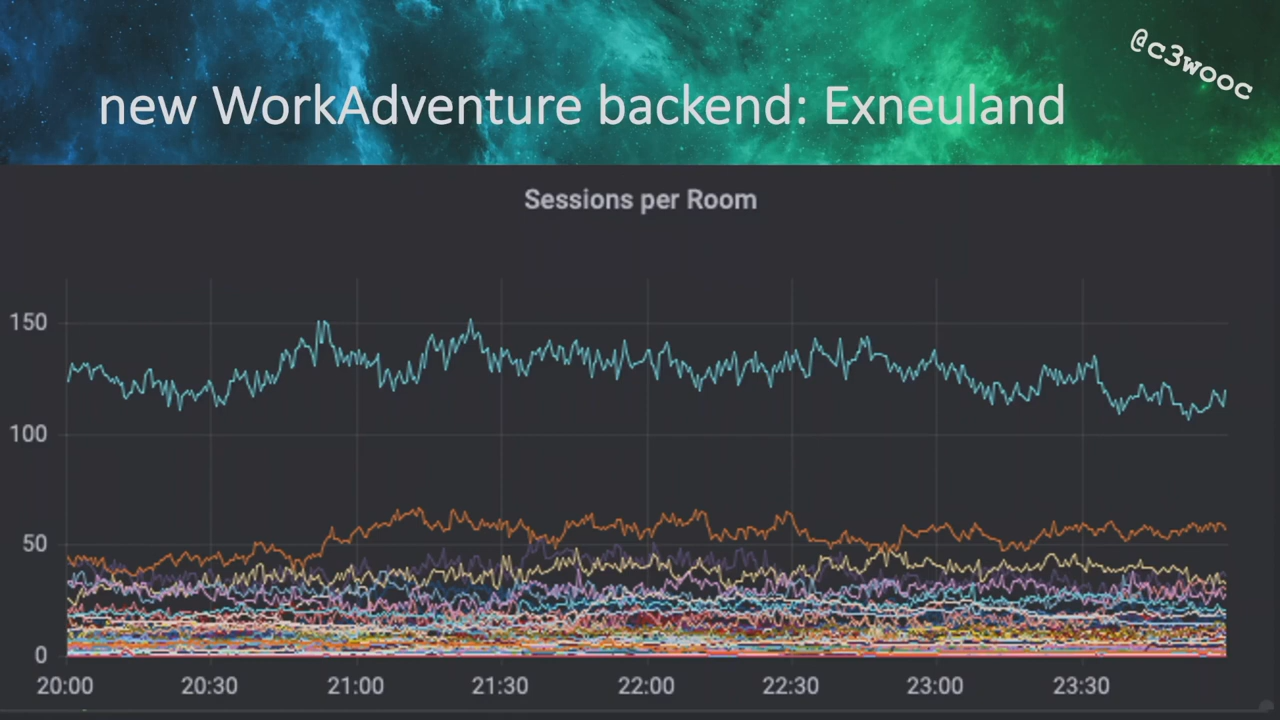 @c3wooc
new WorkAdventure backend: Exneuland
Sessions per Room
150
100
50
0
20:00 20:30 21:00 21:30 22:00 22:30 23:00 23:30